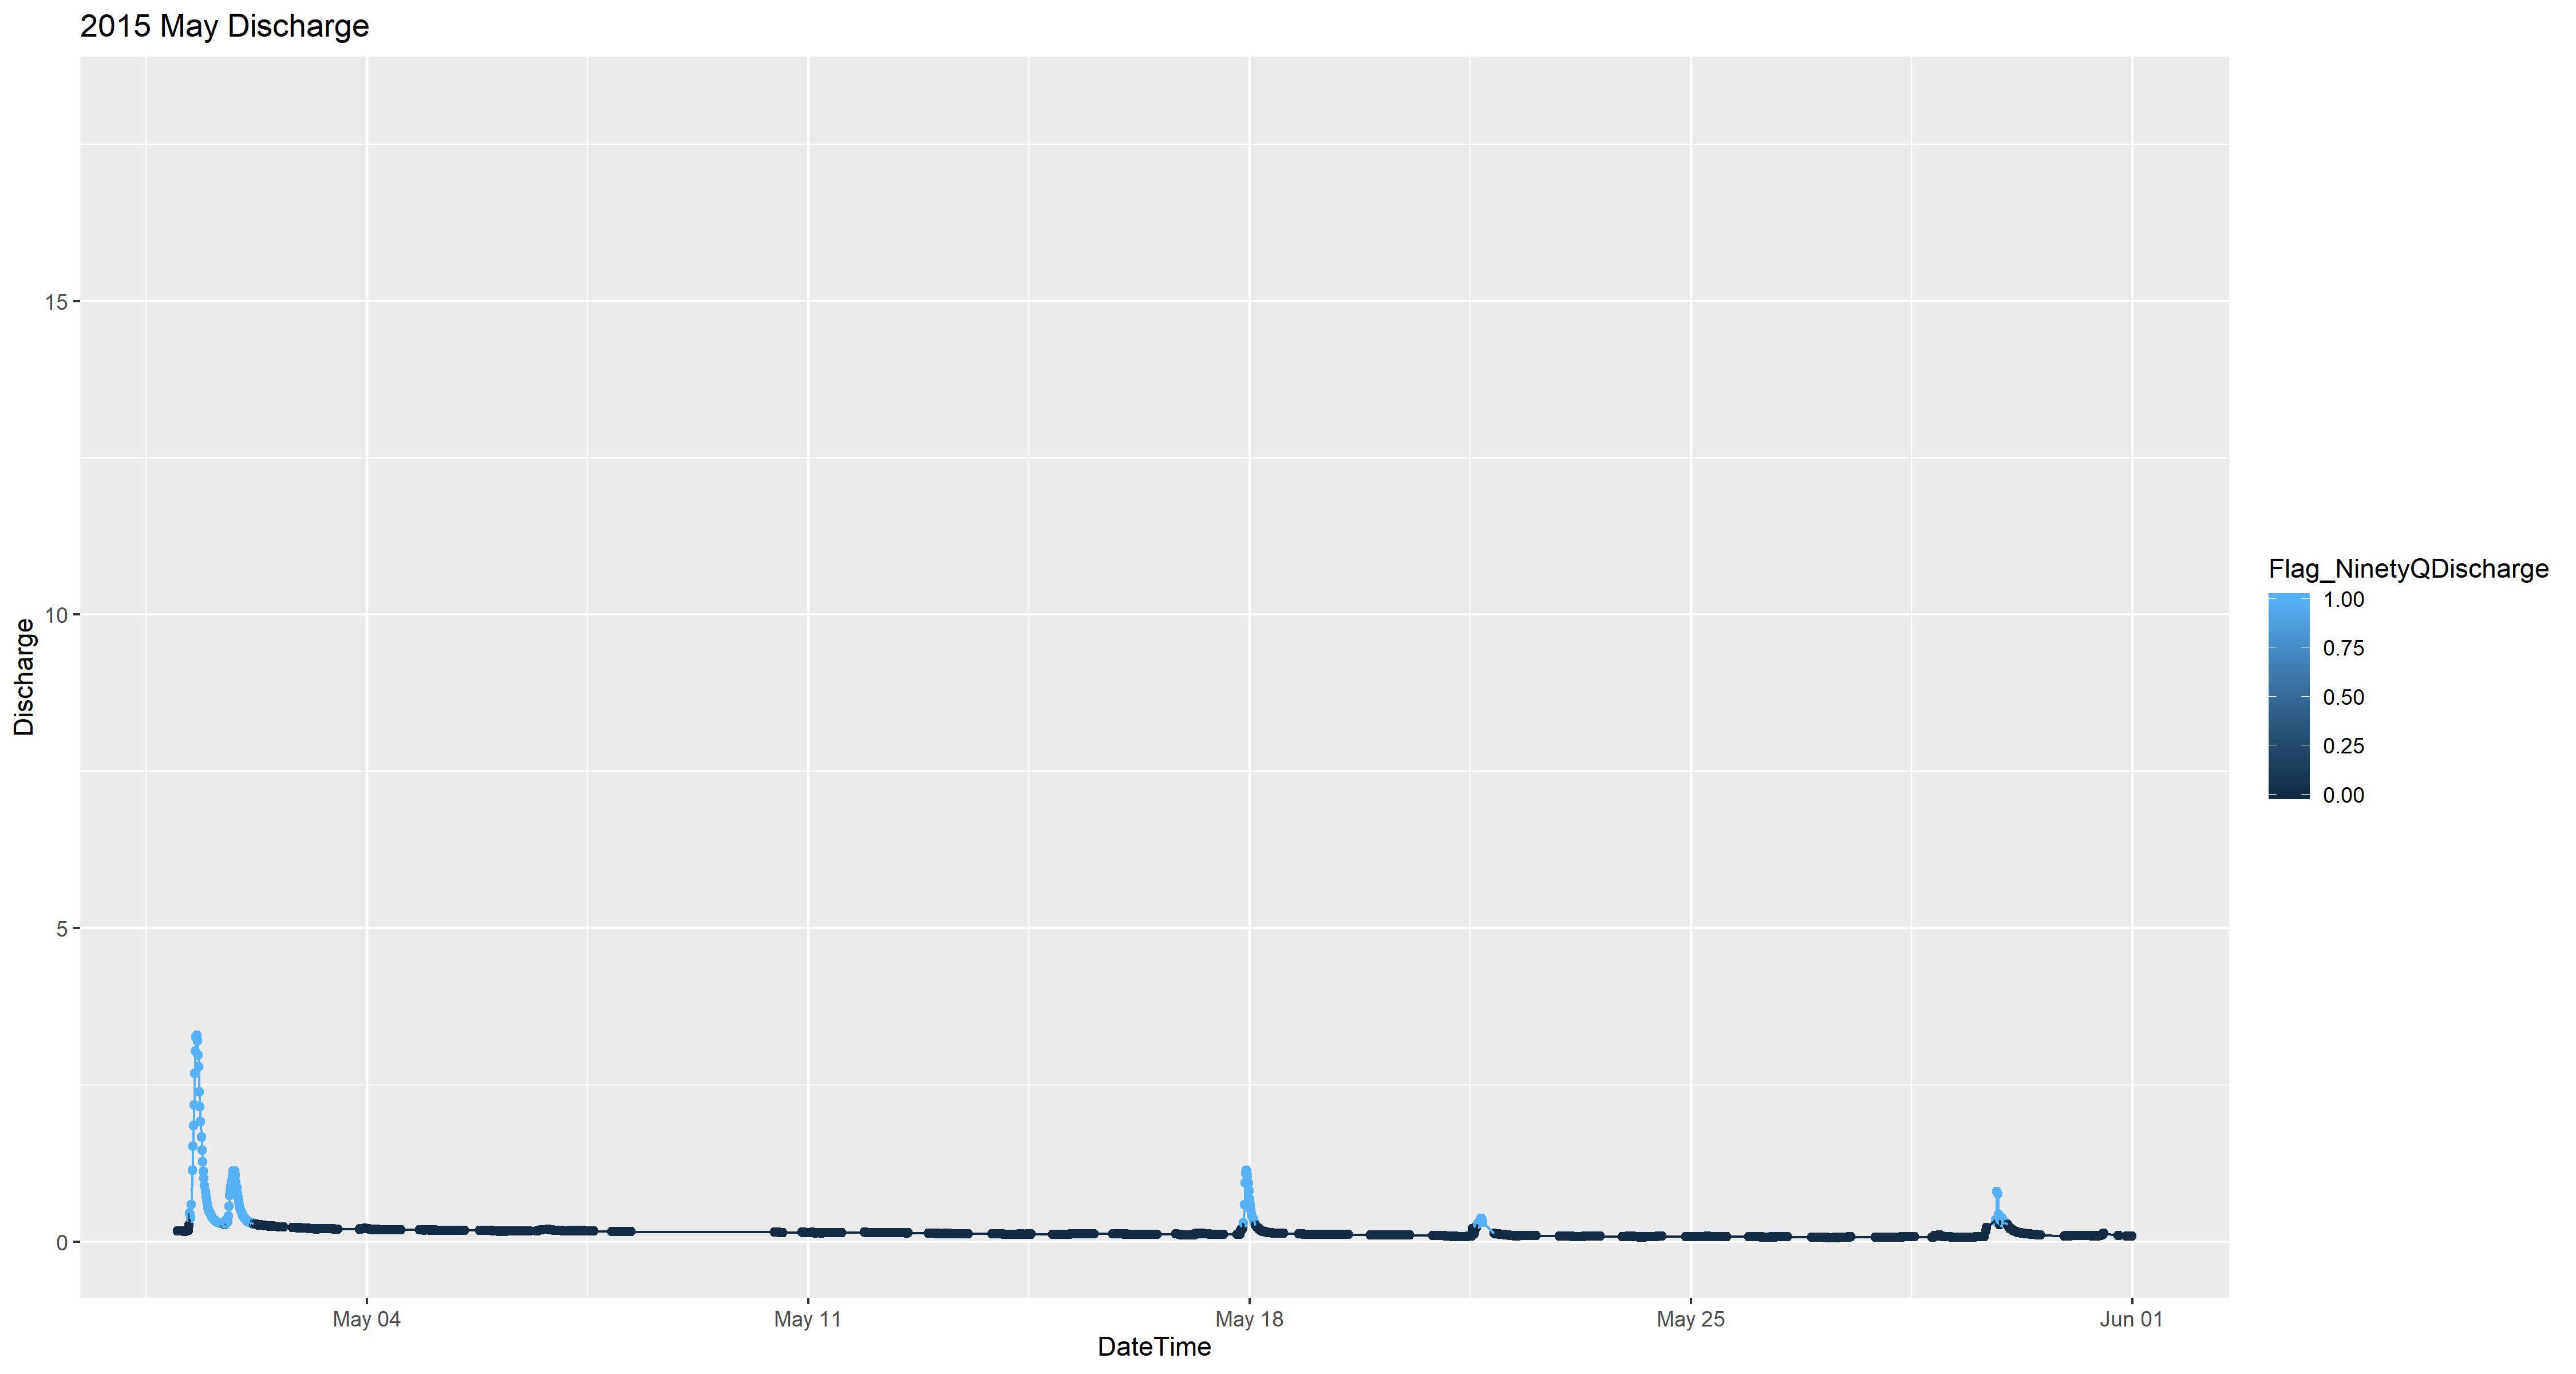 2015 May Discharge
15
10
5
0
Discharge
May 04
May 11
May 18
May 25
Jun 01
DateTime
Flag_NinetyQDischarge
1.00
0.75
0.50
0.25
0.00